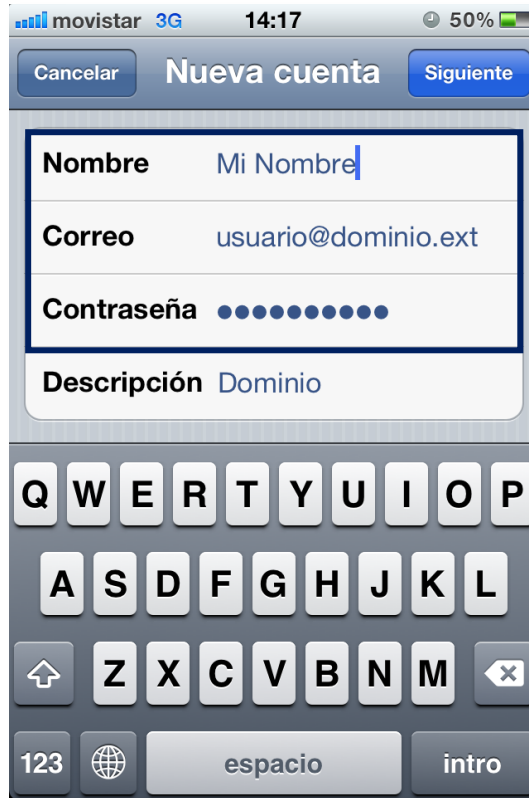 movistar 3G 14:17 50%
Cancelar Nueva cuenta Siguiente
Nombre Mi Nombre
Correo usuario@dominio.ext
Contraseña ●●●●●●●●●●
Descripción Dominio
Q W E R T Y U I O P
A S D F G H J K L
Z X C V B N M
123 espacio intro